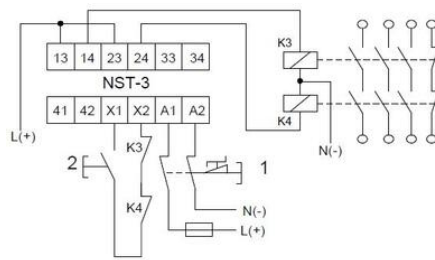 13 14 23 24 33 34
NST-3
41 42 X1 X2 A1 A2
L(+)
K3
K4
N(-)
2
K3
K4
1
N(-)
L(+)